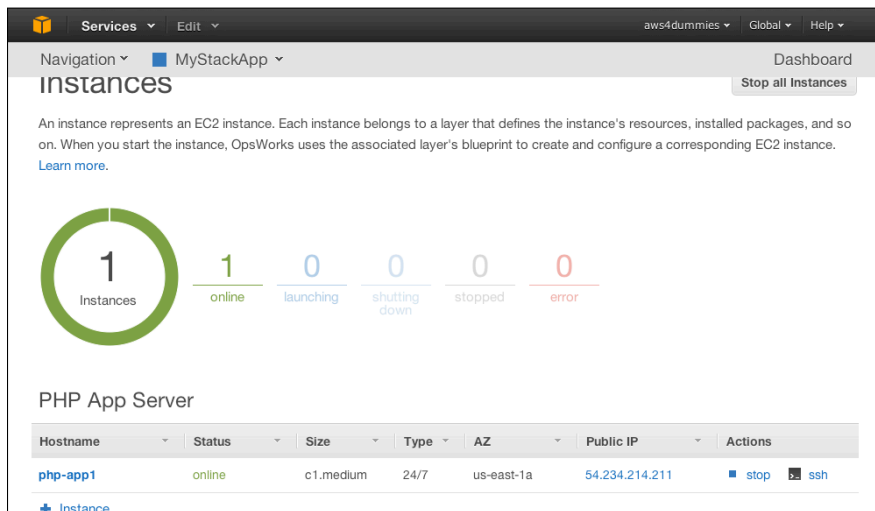 Services Edit aws4dummies Global Help
Navigation MyStackApp Dashboard
Instances Stop all Instances
An instance represents an EC2 instance. Each instance belongs to a layer that defines the instance's resources, installed packages, and so
on. When you start the instance, OpsWorks uses the associated layer's blueprint to create and configure a corresponding EC2 instance.
Learn more.
1
Instances
1 0 0 0 0
online launching shutting down stopped error
PHP App Server
Hostname Status Size Type AZ Public IP Actions
php-app1 online c1.medium 24/7 us-east-1a 54.234.214.211 stop ssh
Instance